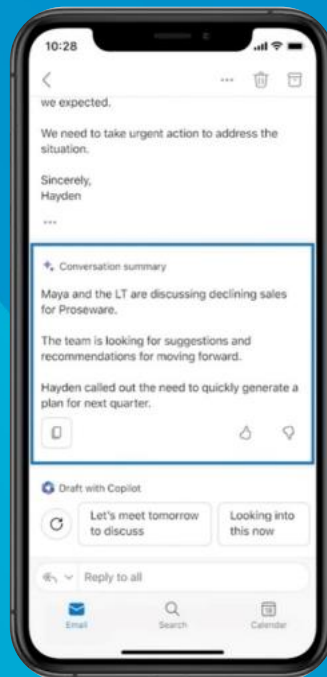 10:28
we expected.
We need to take urgent action to address the
situation.
Sincerely,
Hayden
...
Conversation summary
Maya and the LT are discussing declining sales
for Proseware.
The team is looking for suggestions and
recommendations for moving forward.
Hayden called out the need to quickly generate a
plan for next quarter.
Draft with Copilot
Let's meet tomorrow
to discuss
Looking into
this now
Reply to all
Email
Search
Calendar